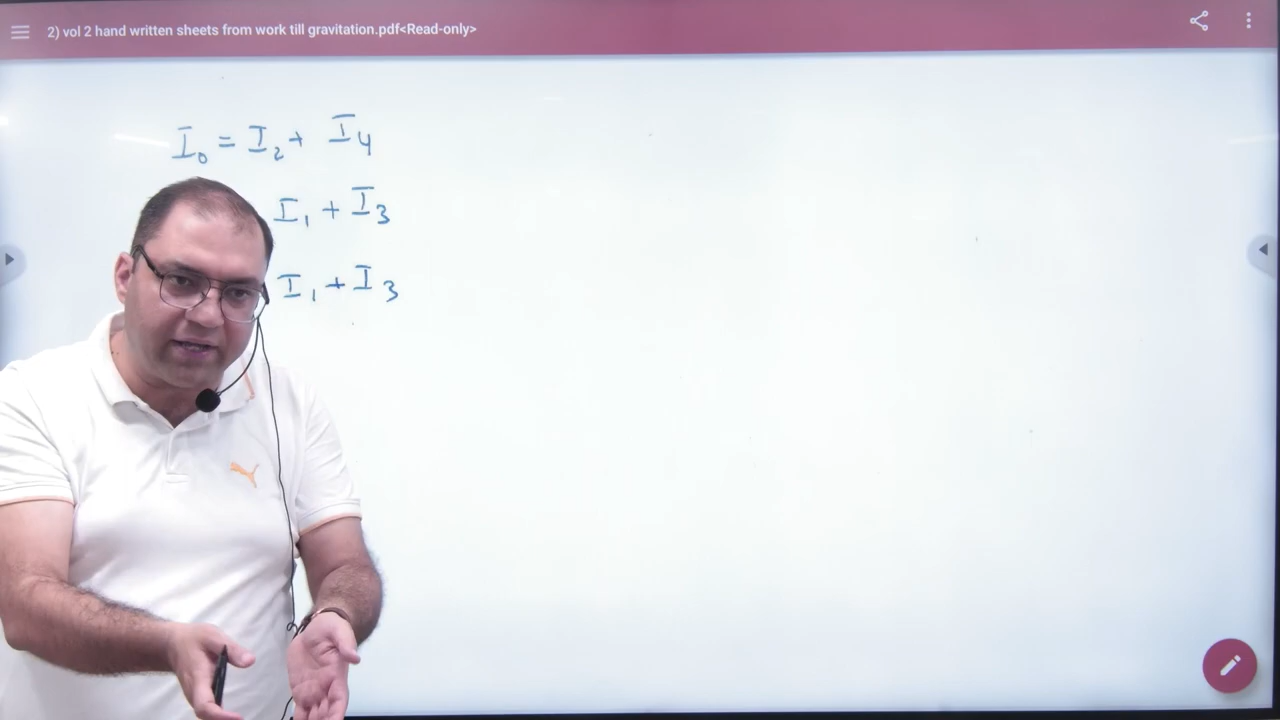 2) vol 2 hand written sheets from work till gravitation.pdf<Read-only>
I₀ = I₂ + I₄
I₁ + I₃
I₁ + I₃